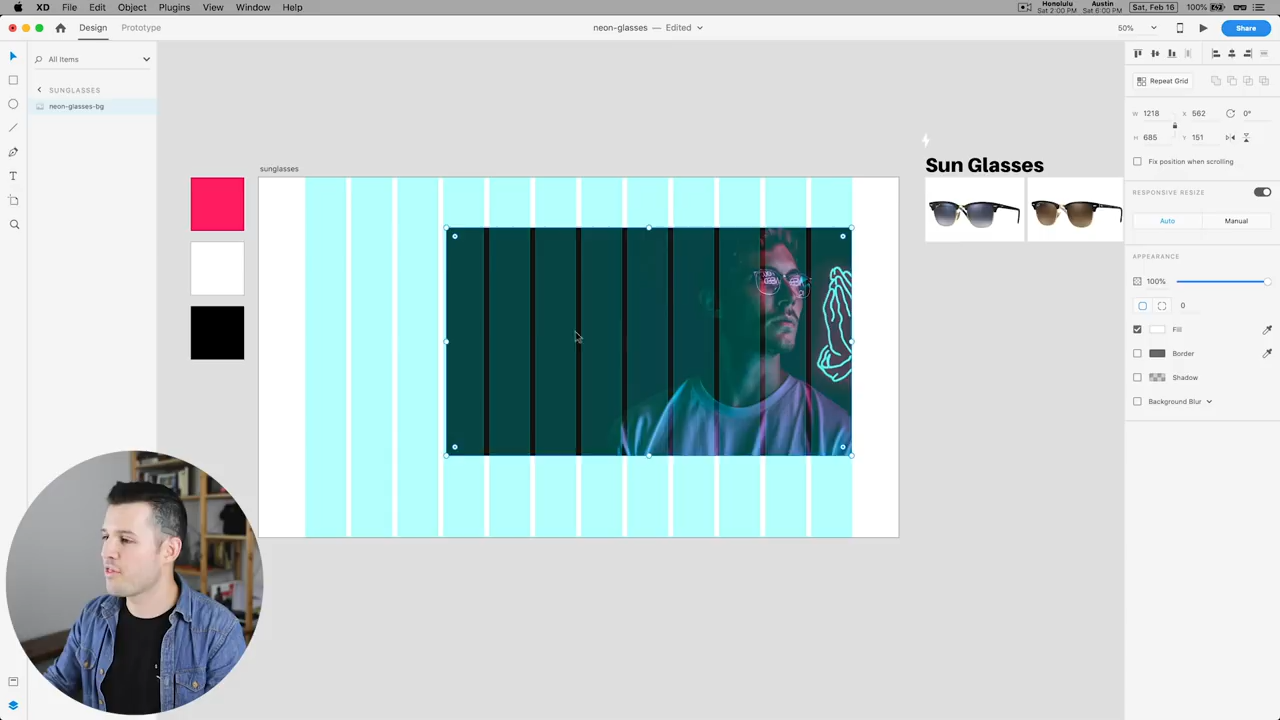 XD File Edit Object Plugins View Window Help
Honolulu
Sat 2:00 PM
Austin
Sat 6:00 PM
Sat, Feb 16
100%
Design
Prototype
neon-glasses — Edited
50%
Share
All Items
SUNGLASSES
neon-glasses-bg
sunglasses
Sun Glasses
Repeat Grid
W 1218
X 562
0°
H 685
Y 151
Fix position when scrolling
RESPONSIVE RESIZE
Auto
Manual
APPEARANCE
100%
0
Fill
Border
Shadow
Background Blur